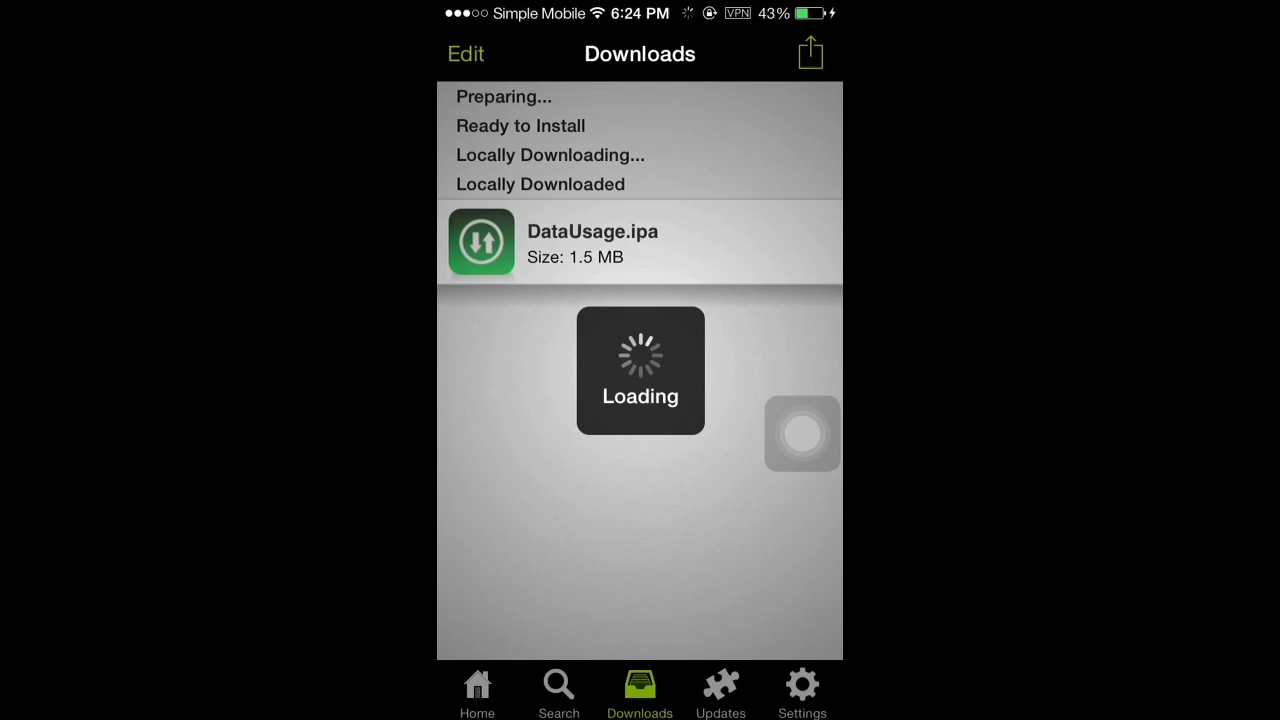 Simple Mobile 6:24 PM VPN 43%
Edit Downloads
Preparing...
Ready to Install
Locally Downloading...
Locally Downloaded
DataUsage.ipa
Size: 1.5 MB
Loading
Home Search Downloads Updates Settings